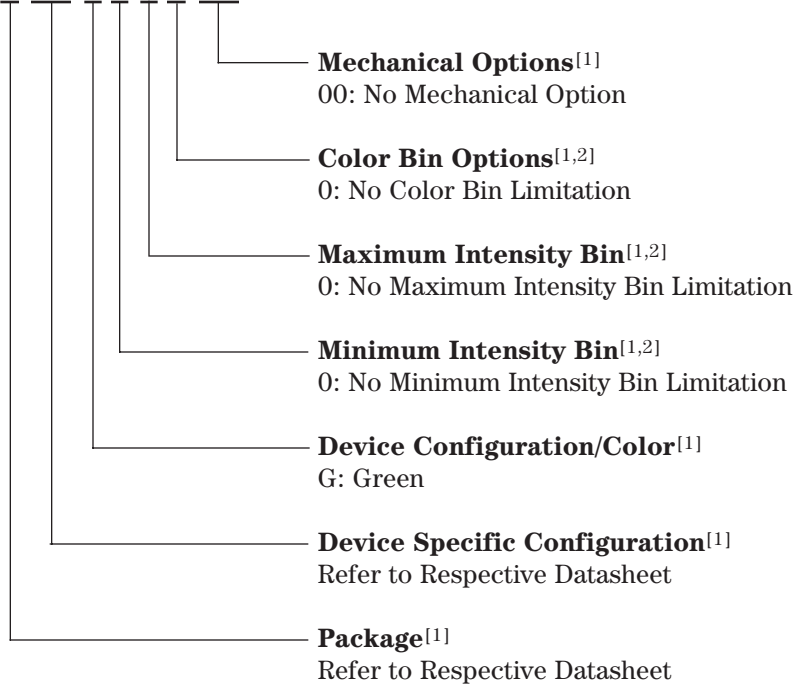 Mechanical Options[1]
00: No Mechanical Option
Color Bin Options[1,2]
0: No Color Bin Limitation
Maximum Intensity Bin[1,2]
0: No Maximum Intensity Bin Limitation
Minimum Intensity Bin[1,2]
0: No Minimum Intensity Bin Limitation
Device Configuration/Color[1]
G: Green
Device Specific Configuration[1]
Refer to Respective Datasheet
Package[1]
Refer to Respective Datasheet